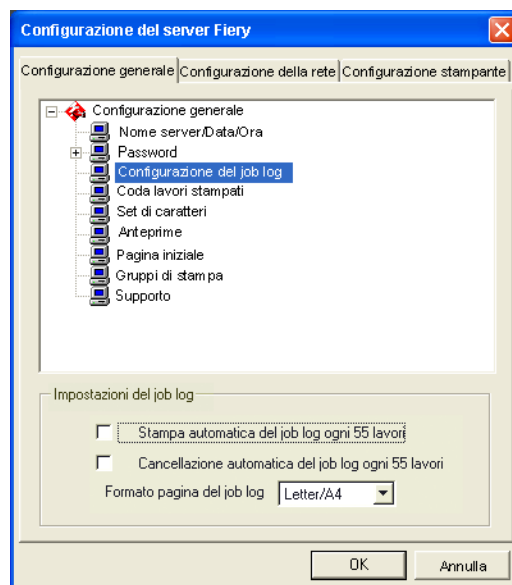 Configurazione del server Fiery
Configurazione generale Configurazione della rete Configurazione stampante
Configurazione generale
Nome server/Data/Ora
Password
Configurazione del job log
Coda lavori stampati
Set di caratteri
Anteprime
Pagina iniziale
Gruppi di stampa
Supporto
Impostazioni del job log
Stampa automatica del job log ogni 55 lavori
Cancellazione automatica del job log ogni 55 lavori
Formato pagina del job log Letter/A4
OK Annulla